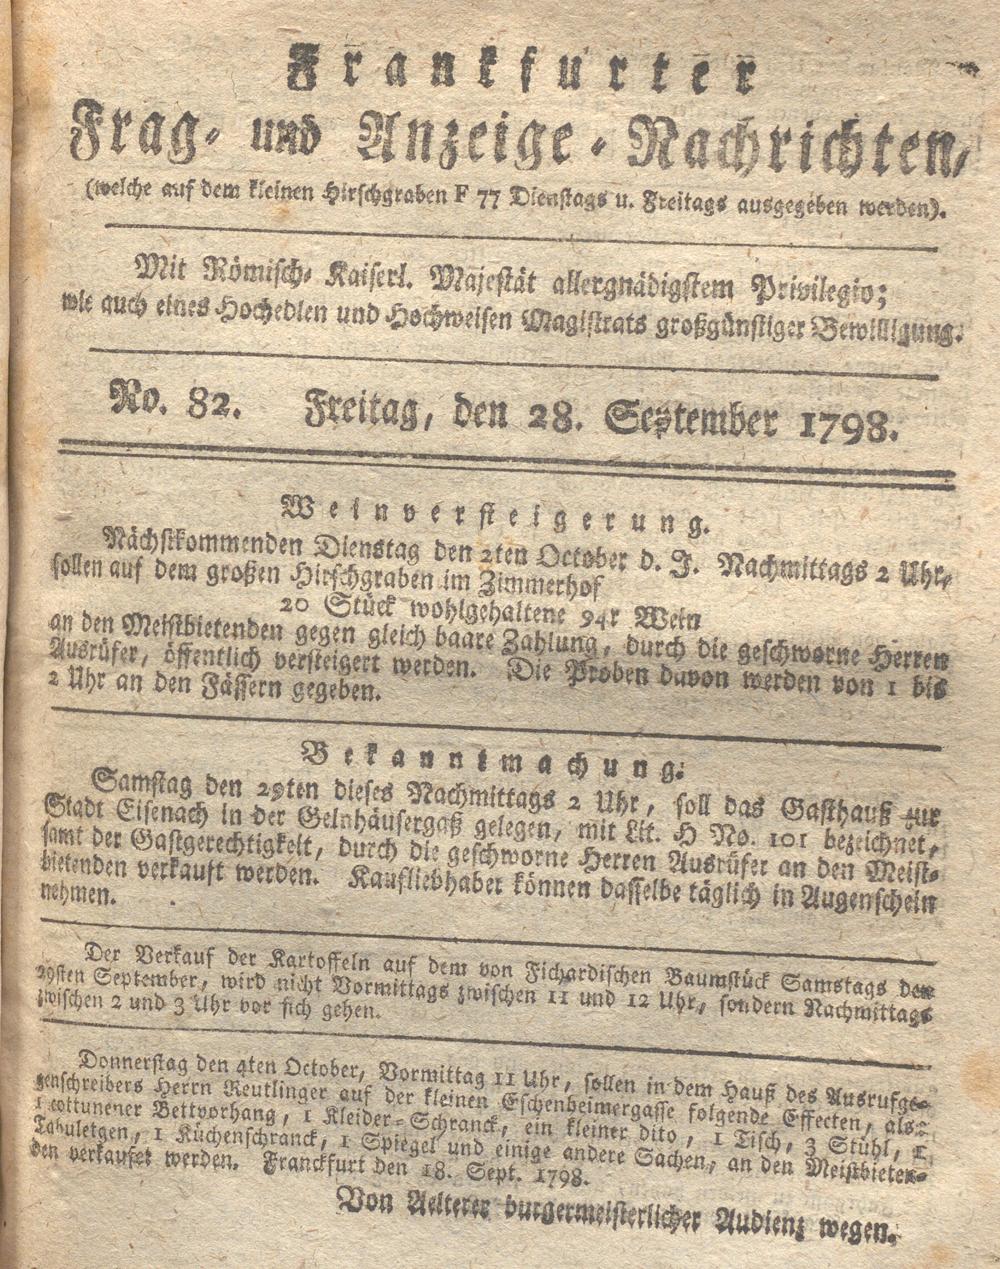 Frankfurter
Frag- und Anzeige-Nachrichten,
(welche auf dem kleinen Hirschgraben F 77 Dienstags u. Freitags ausgegeben werden).
Mit Römisch- Kaiserl. Majestät allergnädigstem Privilegio;
wie auch eines Hochedlen und Hochweisen Magistrats großgünstiger Bewilligung.
No. 82. Freitag, den 28. September 1798.
Weinversteigerung.
Nächstkommenden Dienstag den 2ten October d. J. Nachmittags 2 Uhr,
sollen auf dem großen Hirschgraben im Zimmerhof
20 Stück wohlgehaltene 94r Wein
an den Meistbietenden gegen gleich baare Zahlung, durch die geschworne Herren
Ausrüfer, öffentlich versteigert werden. Die Proben davon werden von 1 bis
2 Uhr an den Fässern gegeben.
Bekanntmachung.
Samstag den 29ten dieses Nachmittags 2 Uhr, soll das Gasthauß zur
Stadt Eisenach in der Gelnhäusergaß gelegen, mit Lit. H No. 101 bezeichnet,
samt der Gastgerechtigkeit, durch die geschworne Herren Ausrüfer an den Meist-
bietenden verkauft werden. Kaufliebhaber können dasselbe täglich in Augenschein
nehmen.
Der Verkauf der Kartoffeln auf dem von Fichardischen Baumstück Samstags den
29sten September, wird nicht Vormittags zwischen 11 und 12 Uhr, sondern Nachmittags
zwischen 2 und 3 Uhr vor sich gehen.
Donnerstag den 4ten October, Vormittag 11 Uhr, sollen in dem Hauß des Ausrufge-
genschreibers Herrn Reutlinger auf der kleinen Eschenheimergasse folgende Effecten, als:
1 cottunener Bettvorhang, 1 Kleider-Schranck, ein kleiner dito, 1 Tisch, 3 Stühl, 1
Tabuletgen, 1 Küchenschranck, 1 Spiegel und einige andere Sachen, an den Meistbieten-
den verkaufet werden. Franckfurt den 18. Sept. 1798.
Von Aelterer burgermeisterlicher Audienz wegen.